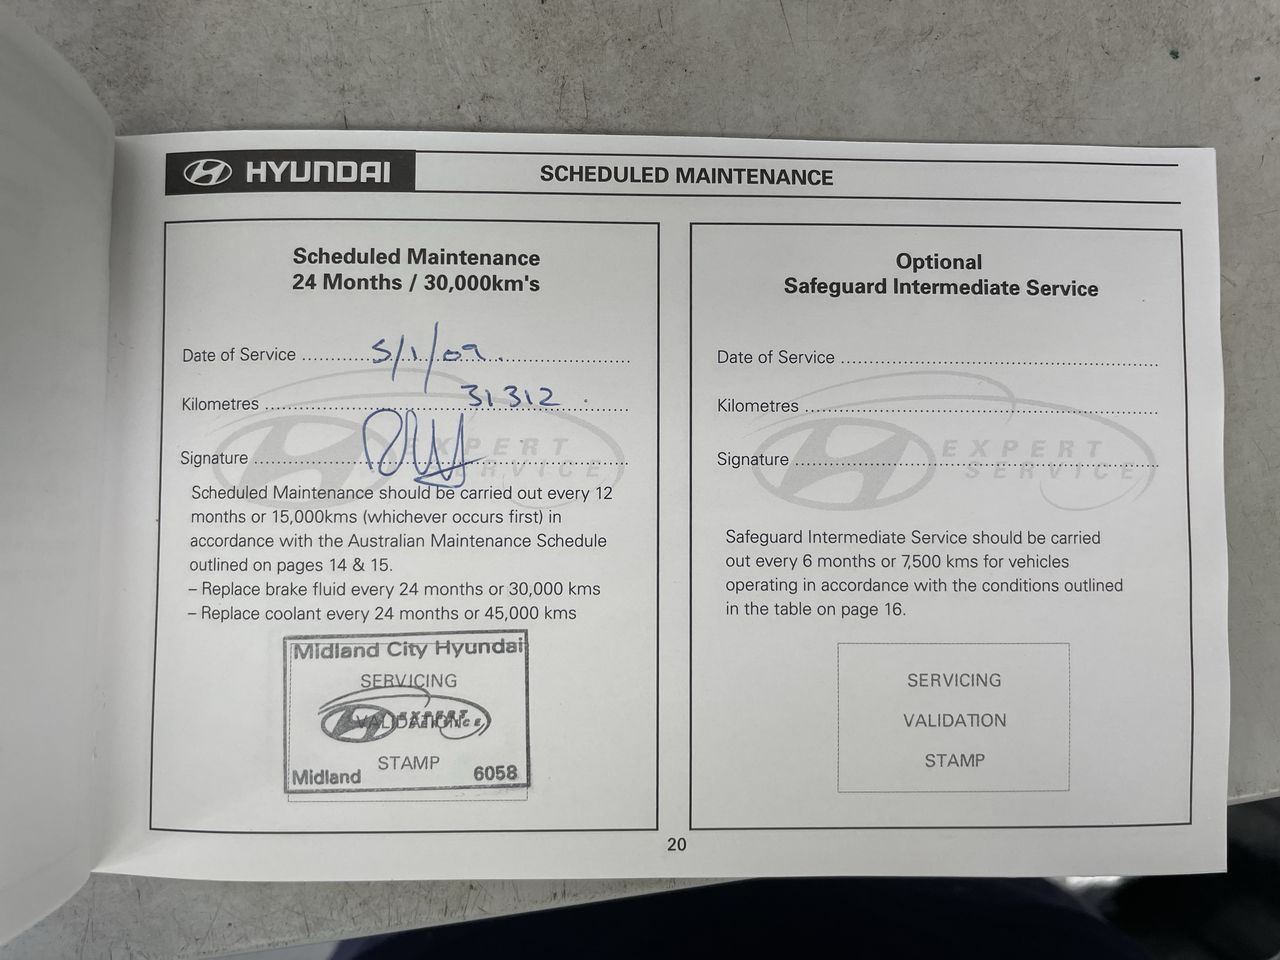 HYUNDAI
SCHEDULED MAINTENANCE
Scheduled Maintenance
24 Months / 30,000km's
Date of Service 5/1/09.
Kilometres 31312
Signature
EXPERT
SERVICE
Scheduled Maintenance should be carried out every 12
months or 15,000kms (whichever occurs first) in
accordance with the Australian Maintenance Schedule
outlined on pages 14 & 15.
– Replace brake fluid every 24 months or 30,000 kms
– Replace coolant every 24 months or 45,000 kms
Midland City Hyundai
SERVICING
EXPERT
VALIDATION
STAMP
Midland 6058
Optional
Safeguard Intermediate Service
Date of Service
Kilometres
EXPERT
Signature
SERVICE
Safeguard Intermediate Service should be carried
out every 6 months or 7,500 kms for vehicles
operating in accordance with the conditions outlined
in the table on page 16.
SERVICING
VALIDATION
STAMP
20